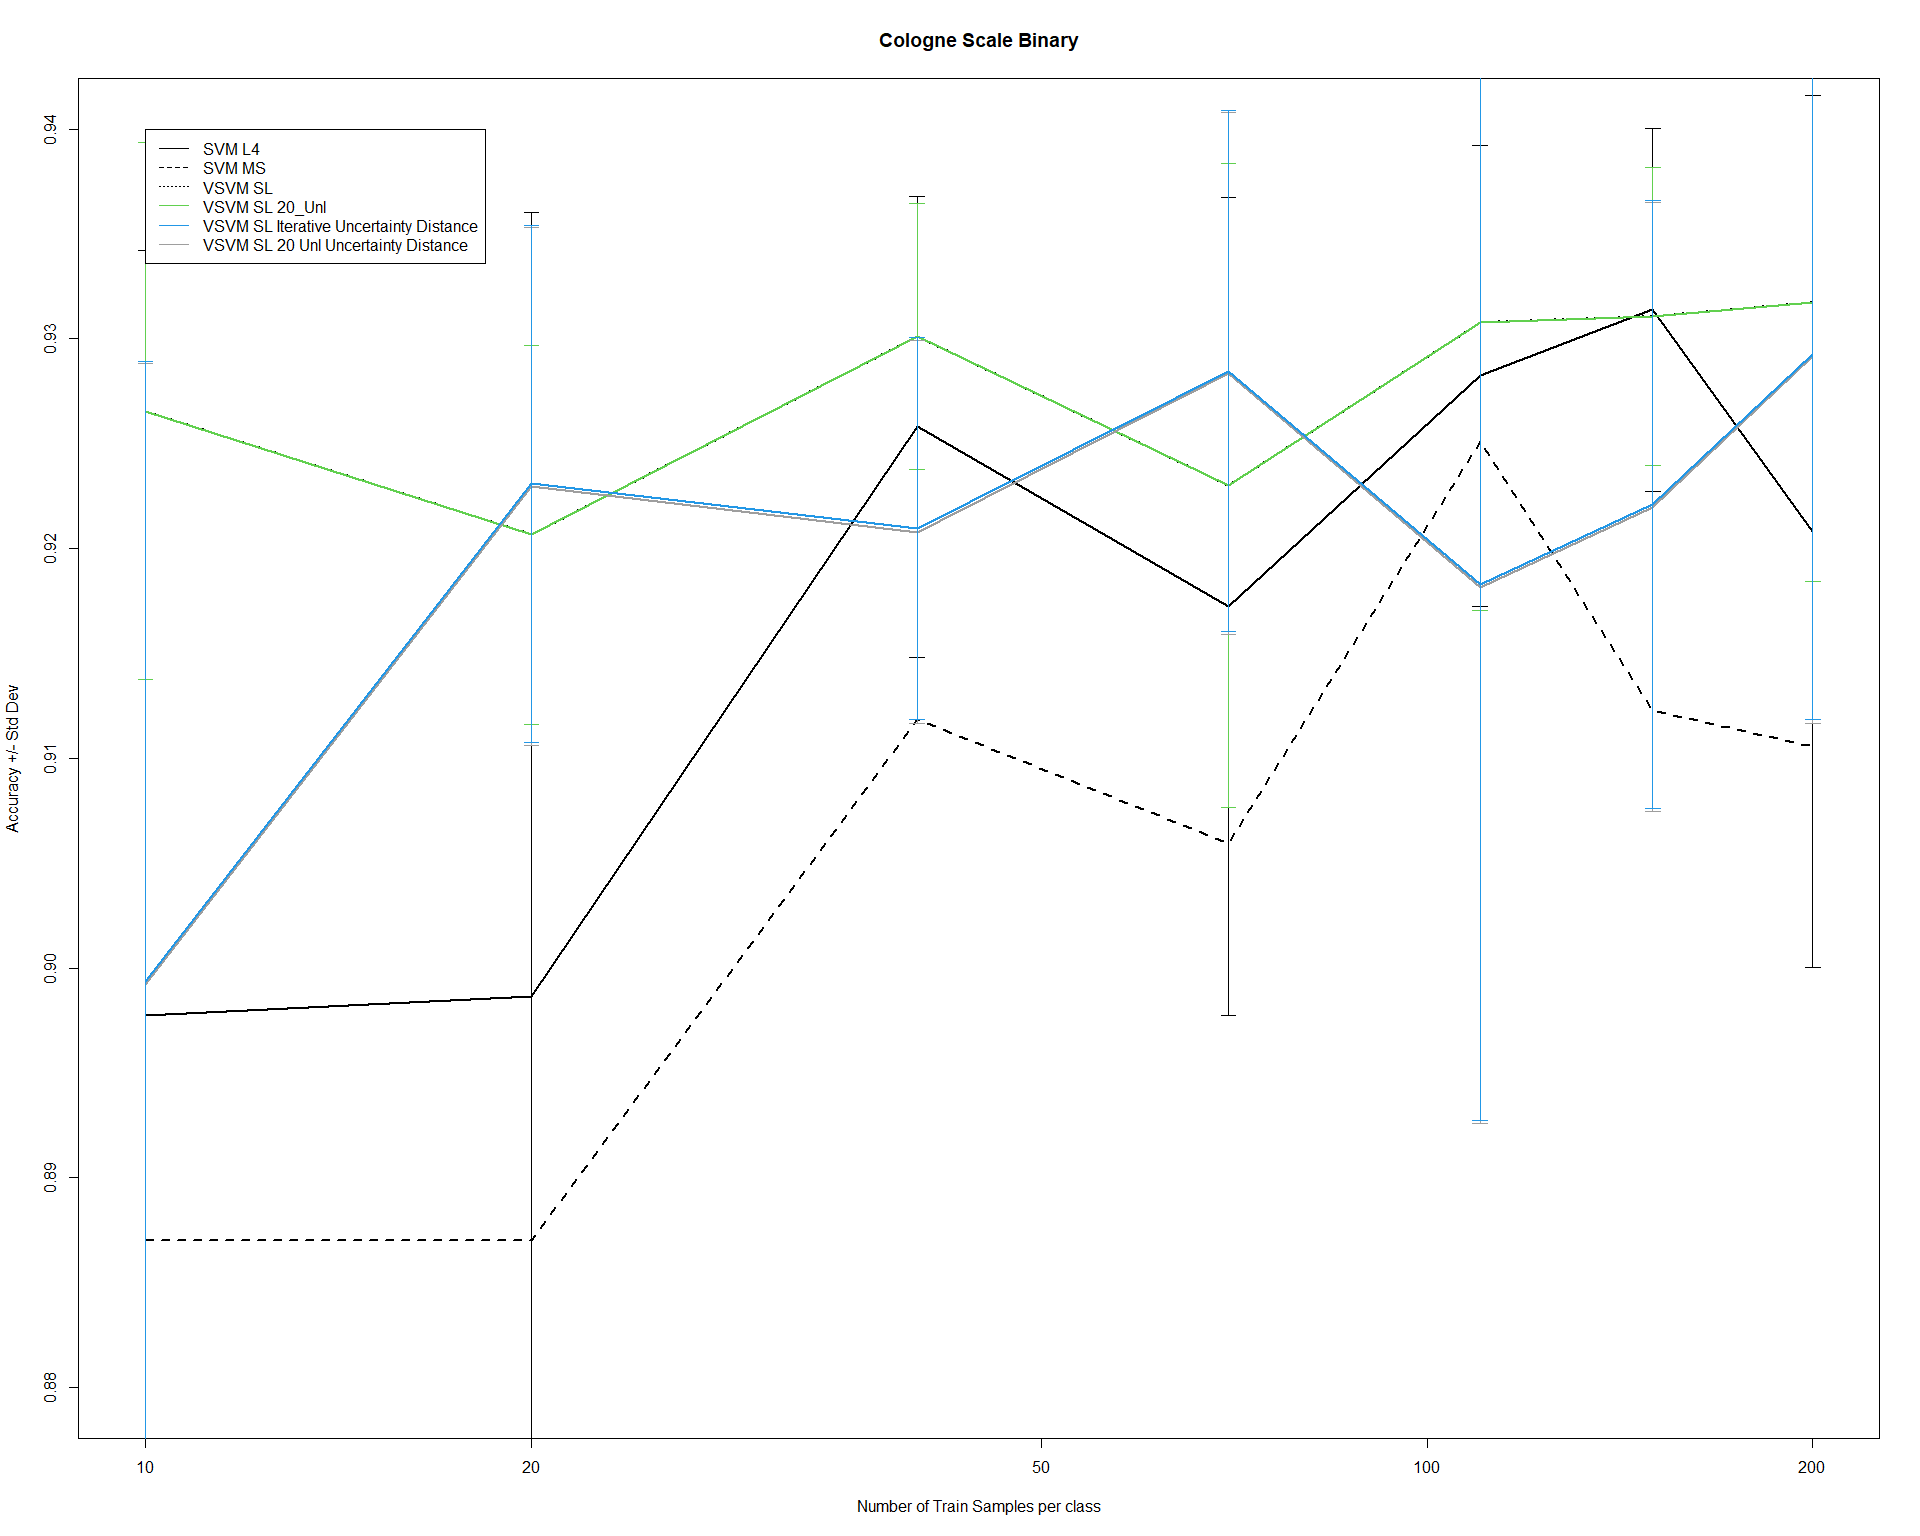 Cologne Scale Binary
SVM L4
SVM MS
VSVM SL
VSVM SL 20_Unl
VSVM SL Iterative Uncertainty Distance
VSVM SL 20 Unl Uncertainty Distance
Accuracy +/- Std Dev
0.94
0.93
0.92
0.91
0.90
0.89
0.88
10 20 50 100 200
Number of Train Samples per class